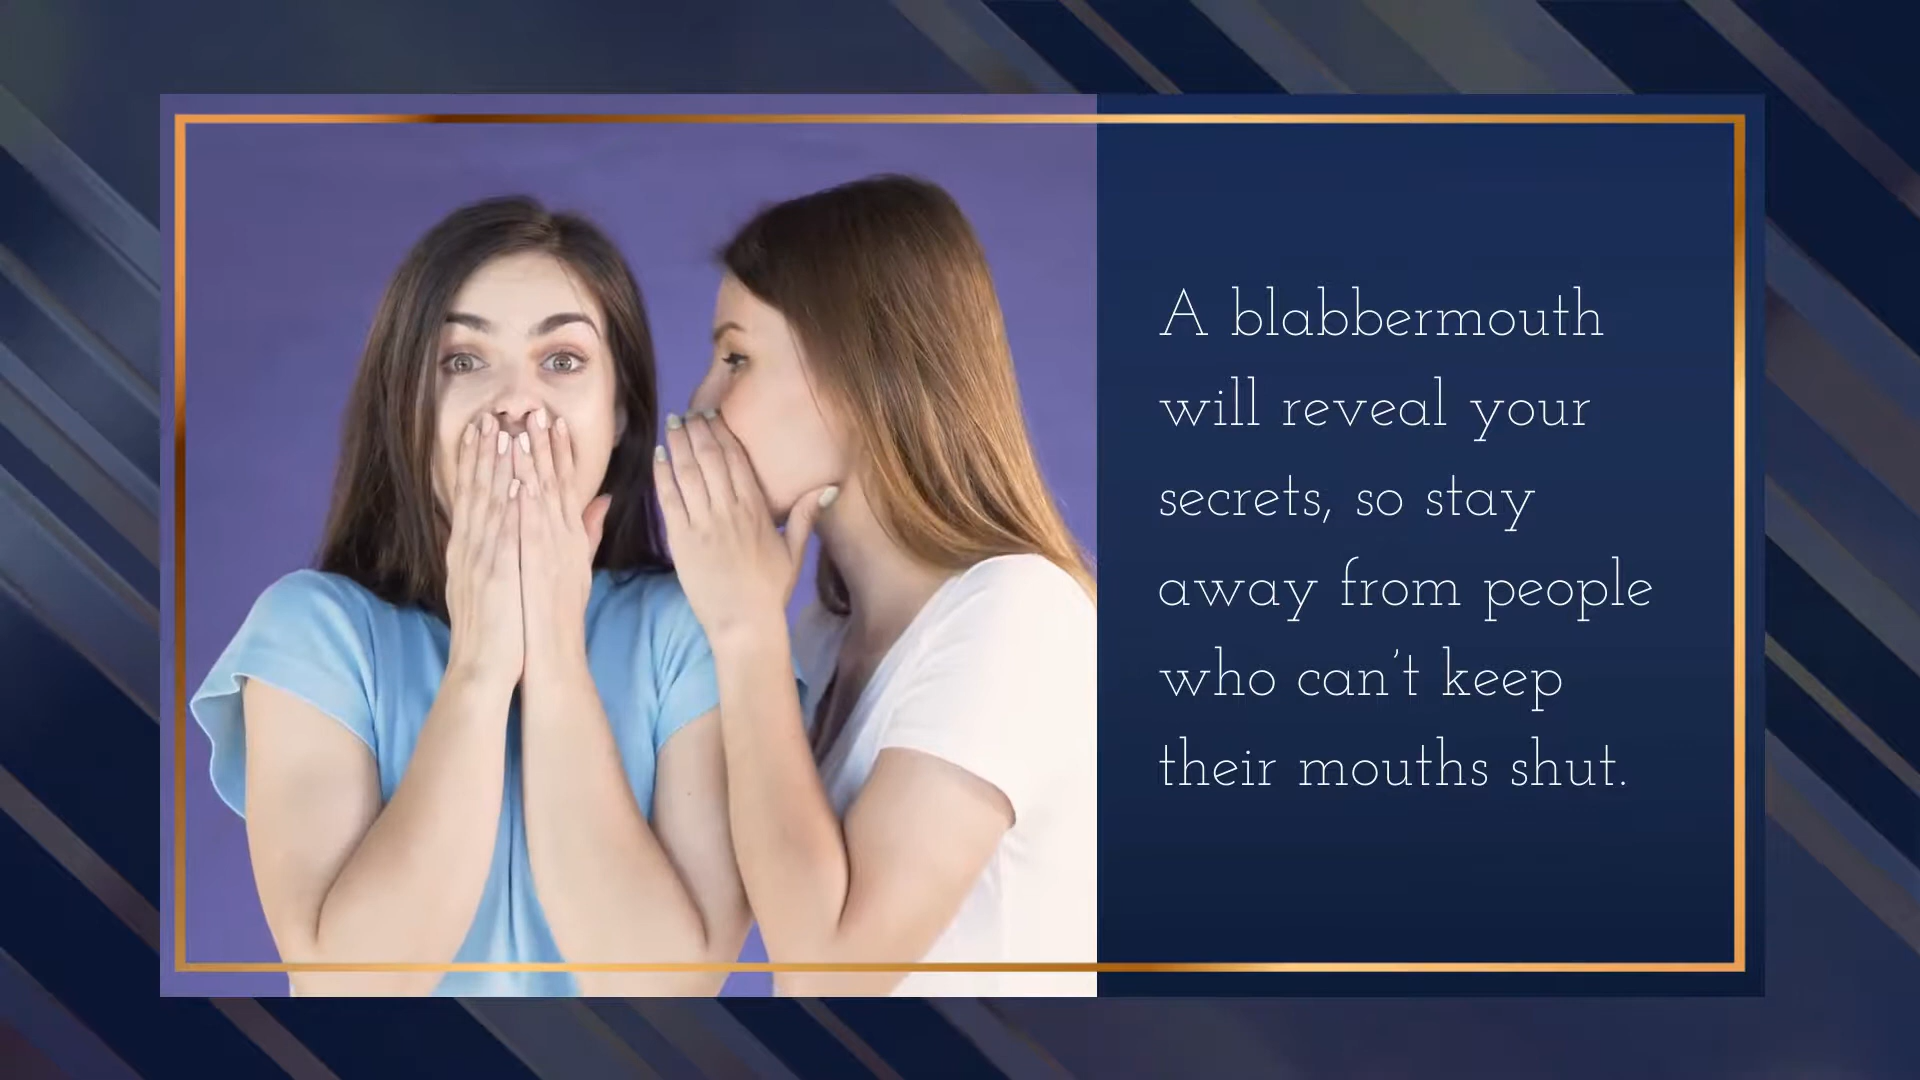 A blabbermouth
will reveal your
secrets, so stay
away from people
who can't keep
their mouths shut.